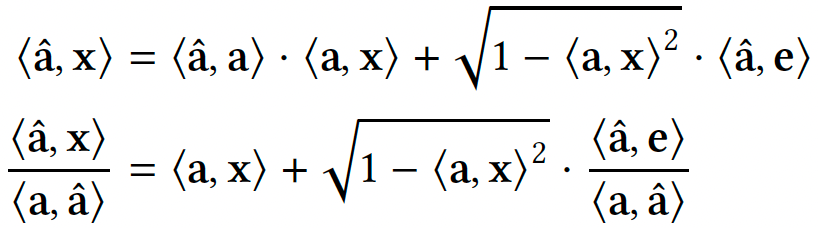 ⟨â, x⟩ = ⟨â, a⟩ · ⟨a, x⟩ + √(1 − ⟨a, x⟩²) · ⟨â, e⟩
⟨â, x⟩ / ⟨a, â⟩ = ⟨a, x⟩ + √(1 − ⟨a, x⟩²) · ⟨â, e⟩ / ⟨a, â⟩